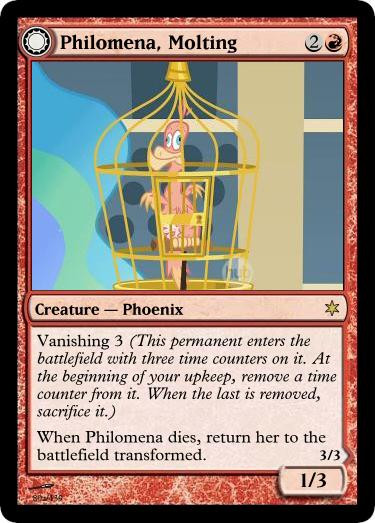 Philomena, Molting 2
hub
Creature — Phoenix
Vanishing 3 (This permanent enters the
battlefield with three time counters on it. At
the beginning of your upkeep, remove a time
counter from it. When the last is removed,
sacrifice it.)
When Philomena dies, return her to the
battlefield transformed.
3/3
1/3